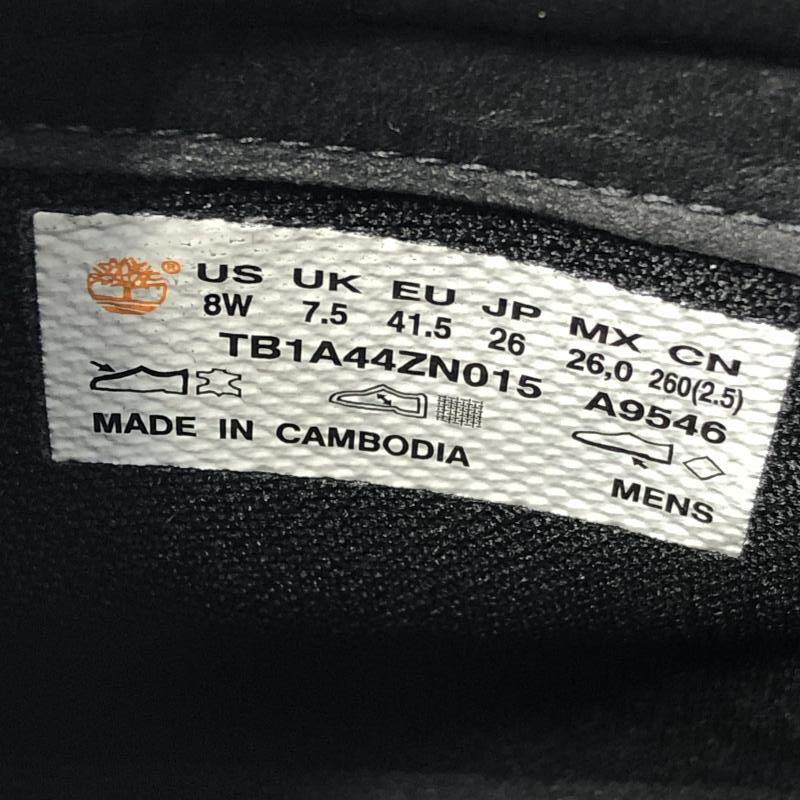 ® US UK EU JP MX CN
8W 7.5 41.5 26 26,0 260(2.5)
TB1A44ZN015 A9546
MADE IN CAMBODIA
MENS